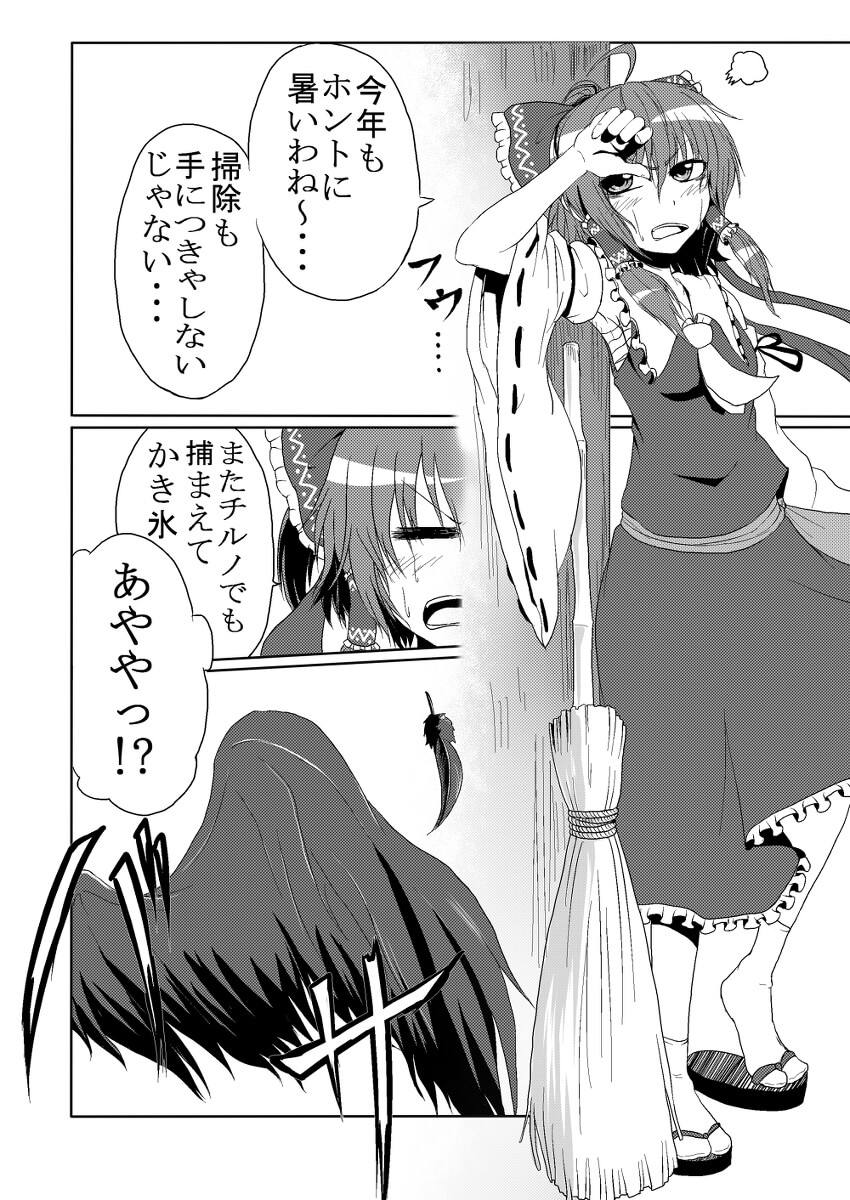 今年も
ホントに
暑いわね～・・・
掃除も
手につきゃしない
じゃない・・・
フゥ・・・・
またチルノでも
捕まえて
かき氷
あややっ!?
バサ